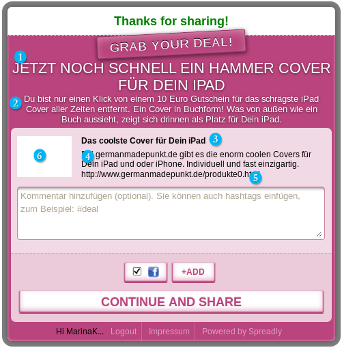 Thanks for sharing!
GRAB YOUR DEAL!
1
JETZT NOCH SCHNELL EIN HAMMER COVER
FÜR DEIN IPAD
2
Du bist nur einen Klick von einem 10 Euro Gutschein für das schrägste iPad
Cover aller Zeiten entfernt. Ein Cover in Buchform! Was von außen wie ein
Buch aussieht, zeigt sich drinnen als Platz für Dein iPad.
Das coolste Cover für Dein iPad 3
6
4 germanmadepunkt.de gibt es die enorm coolen Covers für
Dein iPad und oder iPhone. Individuell und fast einzigartig.
http://www.germanmadepunkt.de/produkte0.htm
5
Kommentar hinzufügen (optional). Sie können auch hashtags einfügen,
zum Beispiel: #deal
f +ADD
CONTINUE AND SHARE
Hi MarinaK... Logout Impressum Powered by Spreadly